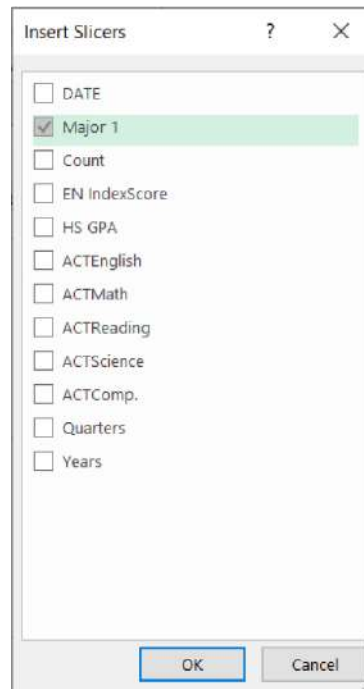 Insert Slicers ?
DATE
Major 1
Count
EN IndexScore
HS GPA
ACTEnglish
ACTMath
ACTReading
ACTScience
ACTComp.
Quarters
Years
OK Cancel